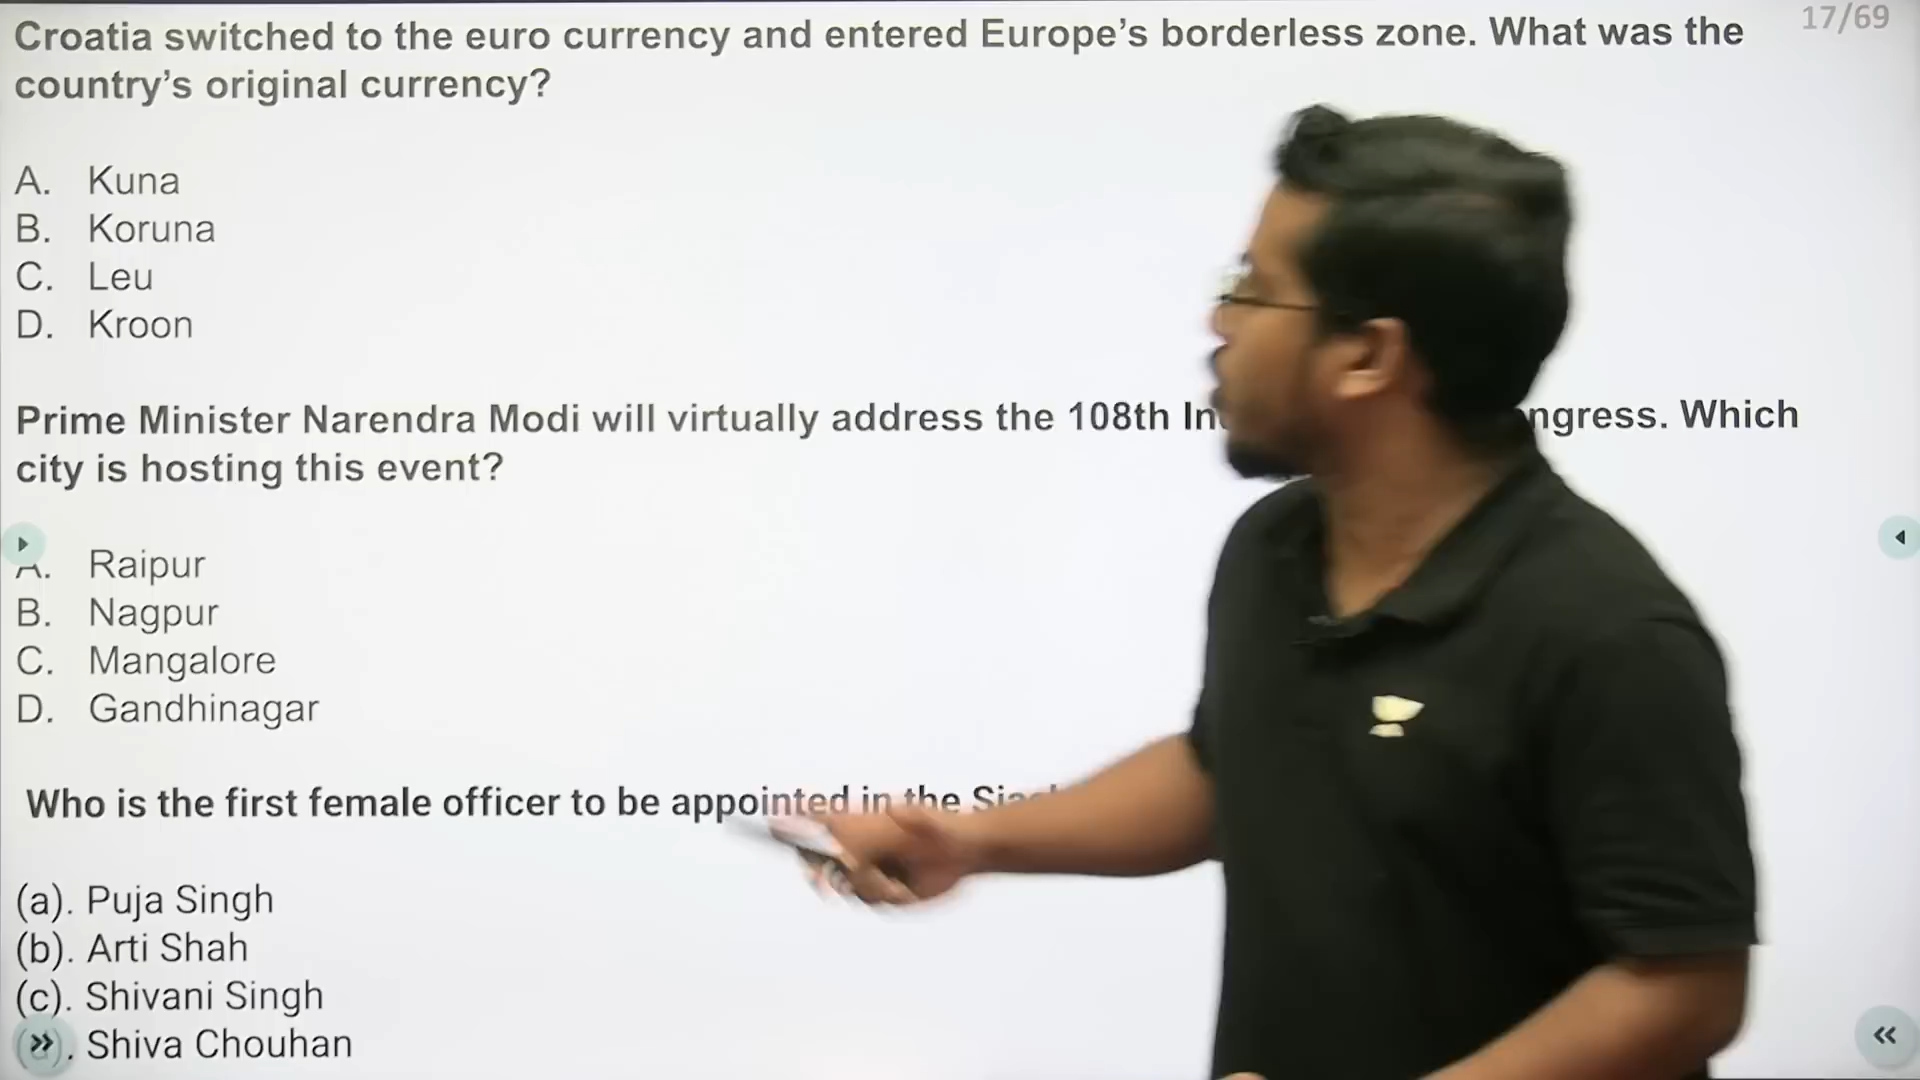 17/69
Croatia switched to the euro currency and entered Europe's borderless zone. What was the
country's original currency?
A. Kuna
B. Koruna
C. Leu
D. Kroon
Prime Minister Narendra Modi will virtually address the 108th Which
city is hosting this event?
A. Raipur
B. Nagpur
C. Mangalore
D. Gandhinagar
Who is the first female officer to be appointed in the
(a). Puja Singh
(b). Arti Shah
(c). Shivani Singh
. Shiva Chouhan